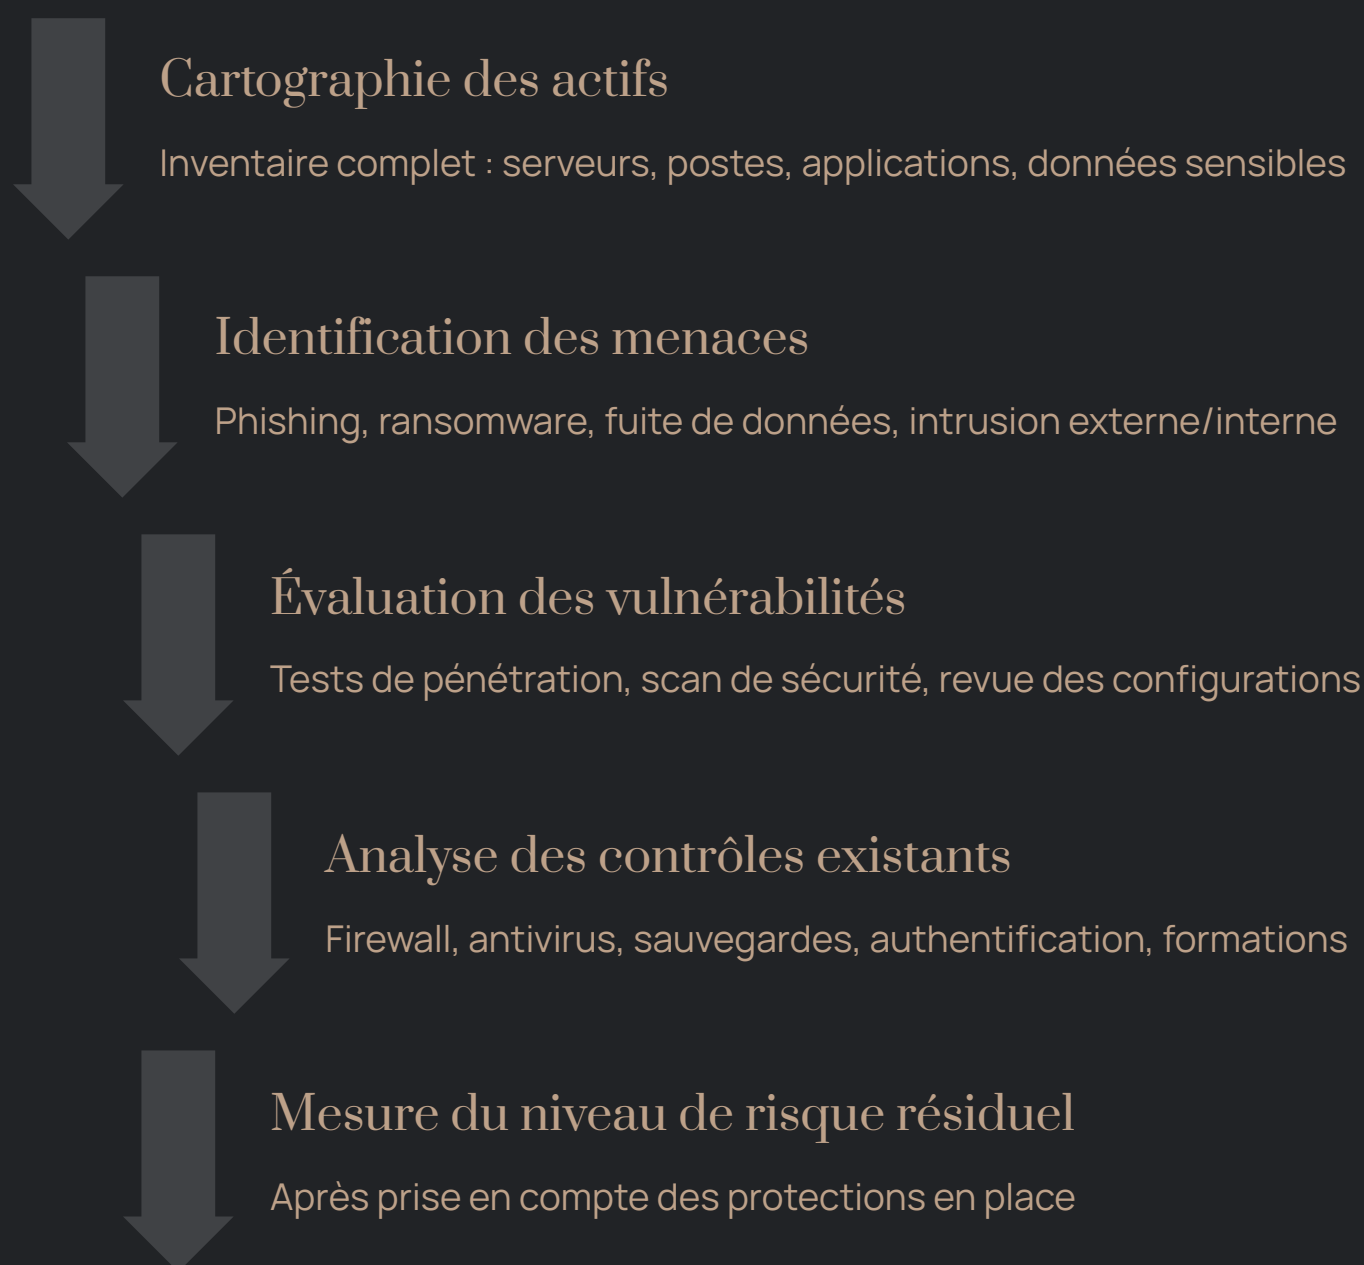 Cartographie des actifs
Inventaire complet : serveurs, postes, applications, données sensibles
Identification des menaces
Phishing, ransomware, fuite de données, intrusion externe/interne
Évaluation des vulnérabilités
Tests de pénétration, scan de sécurité, revue des configurations
Analyse des contrôles existants
Firewall, antivirus, sauvegardes, authentification, formations
Mesure du niveau de risque résiduel
Après prise en compte des protections en place